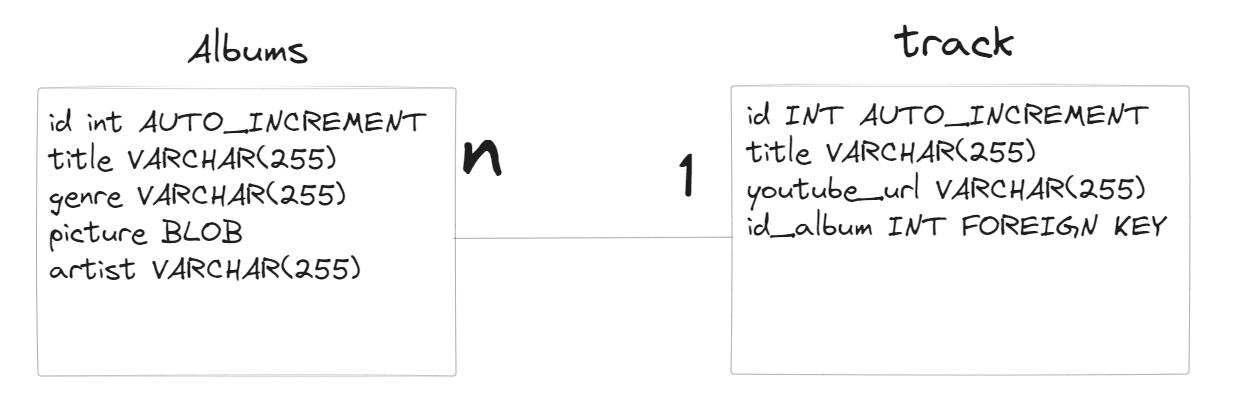 Albums
id int AUTO_INCREMENT
title VARCHAR(255)
genre VARCHAR(255)
picture BLOB
artist VARCHAR(255)
n
1
track
id INT AUTO_INCREMENT
title VARCHAR(255)
youtube_url VARCHAR(255)
id_album INT FOREIGN KEY